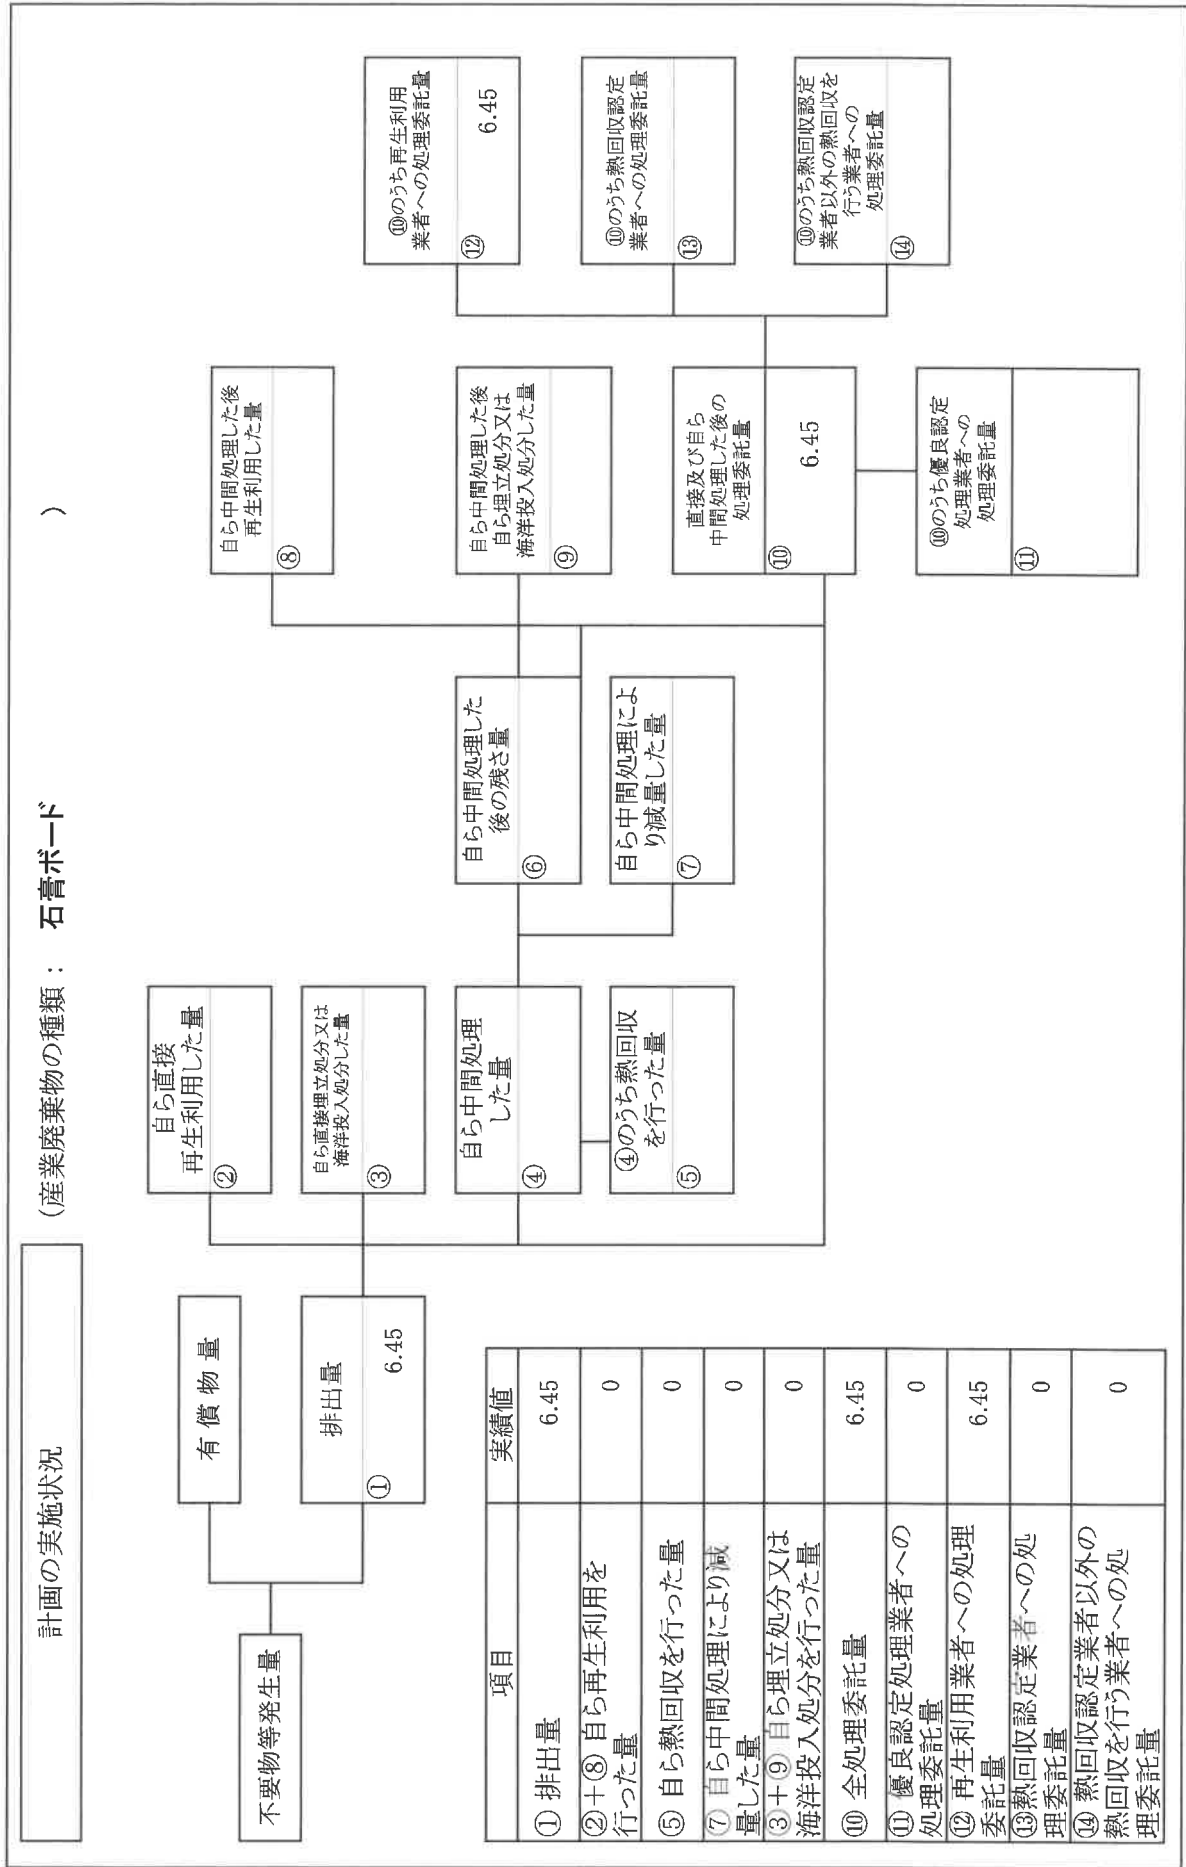 計画の実施状況
(産業廃棄物の種類： 石膏ボード )
不要物等発生量
有償物量
排出量
① 6.45
自ら直接
再生利用した量
②
自ら直接埋立処分又は
海洋投入処分した量
③
自ら中間処理
した量
④
④のうち熱回収
を行った量
⑤
自ら中間処理した
後の残さ量
⑥
自ら中間処理によ
り減量した量
⑦
自ら中間処理した後
再生利用した量
⑧
自ら中間処理した後
自ら埋立処分又は
海洋投入処分した量
⑨
直接及び自ら
中間処理した後の
処理委託量
⑩ 6.45
⑩のうち優良認定
処理業者への
処理委託量
⑪
⑩のうち再生利用
業者への処理委託量
⑫ 6.45
⑩のうち熱回収認定
業者への処理委託量
⑬
⑩のうち熱回収認定
業者以外の熱回収を
行う業者への
処理委託量
⑭
項目 実績値
① 排出量 6.45
②+⑧ 自ら再生利用を
行った量 0
⑤ 自ら熱回収を行った量 0
⑦ 自ら中間処理により減
量した量 0
③+⑨ 自ら埋立処分又は
海洋投入処分を行った量 0
⑩ 全処理委託量 6.45
⑪ 優良認定処理業者への
処理委託量 0
⑫ 再生利用業者への処理
委託量 6.45
⑬熱回収認定業者への処
理委託量 0
⑭ 熱回収認定業者以外の
熱回収を行う業者への処
理委託量 0